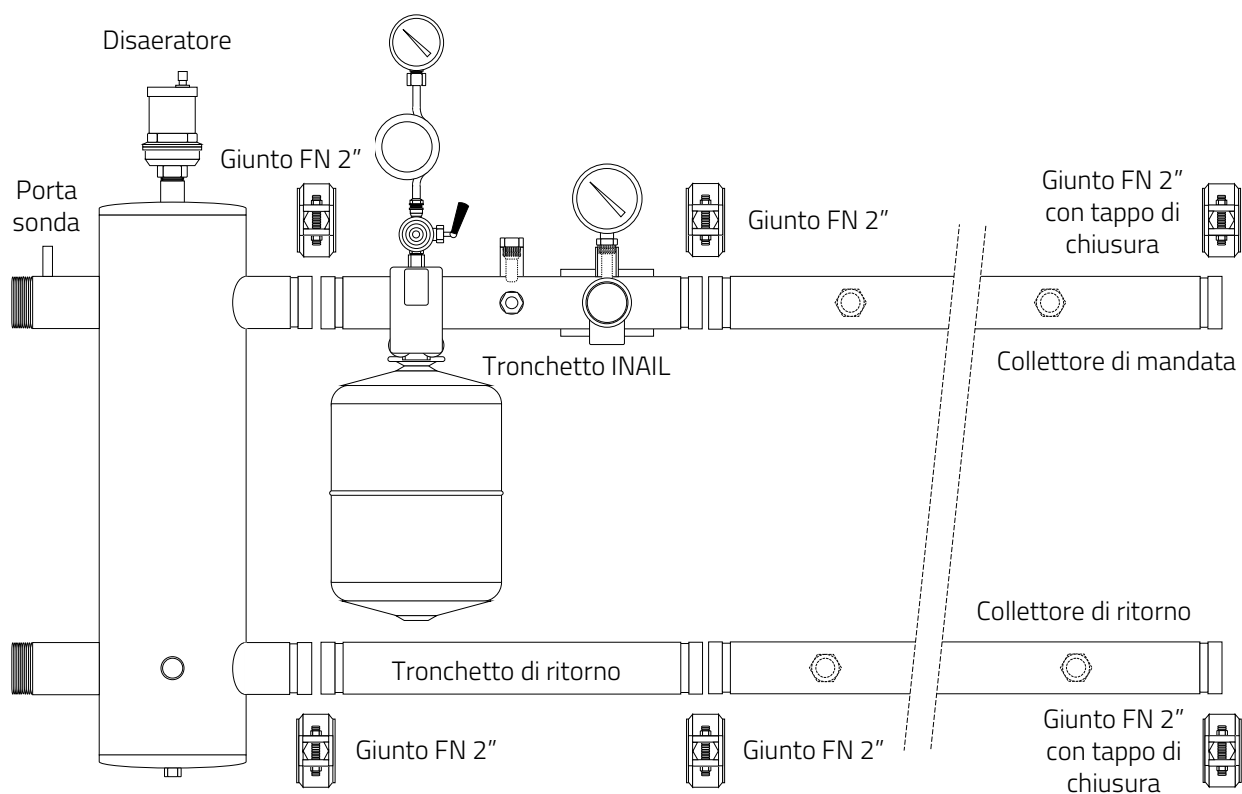 Disaeratore
Giunto FN 2”
Porta
sonda
Giunto FN 2”
Giunto FN 2”
con tappo di
chiusura
Tronchetto INAIL
Collettore di mandata
Collettore di ritorno
Tronchetto di ritorno
Giunto FN 2”
Giunto FN 2”
Giunto FN 2”
con tappo di
chiusura